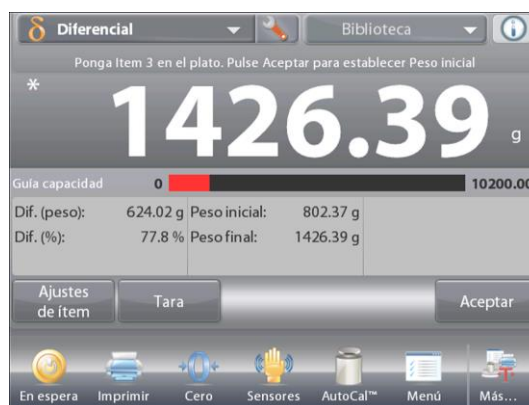 δ Diferencial Biblioteca i
Ponga Item 3 en el plato. Pulse Aceptar para establecer Peso inicial
* 1426.39 g
Guía capacidad 0 10200.00
Dif. (peso): 624.02 g Peso inicial: 802.37 g
Dif. (%): 77.8 % Peso final: 1426.39 g
Ajustes
de ítem
Tara
Aceptar
En espera Imprimir Cero Sensores AutoCal™ Menú Más...